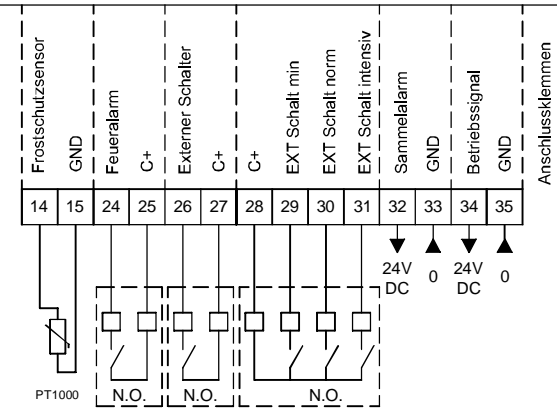 Frostschutzsensor
GND
Feueralarm
C+
Externer Schalter
C+
C+
EXT Schalt min
EXT Schalt norm
EXT Schalt intensiv
Sammelalarm
GND
Betriebssignal
GND
Anschlussklemmen
14 15 24 25 26 27 28 29 30 31 32 33 34 35
24V DC
0
24V DC
0
PT1000
N.O.
N.O.
N.O.